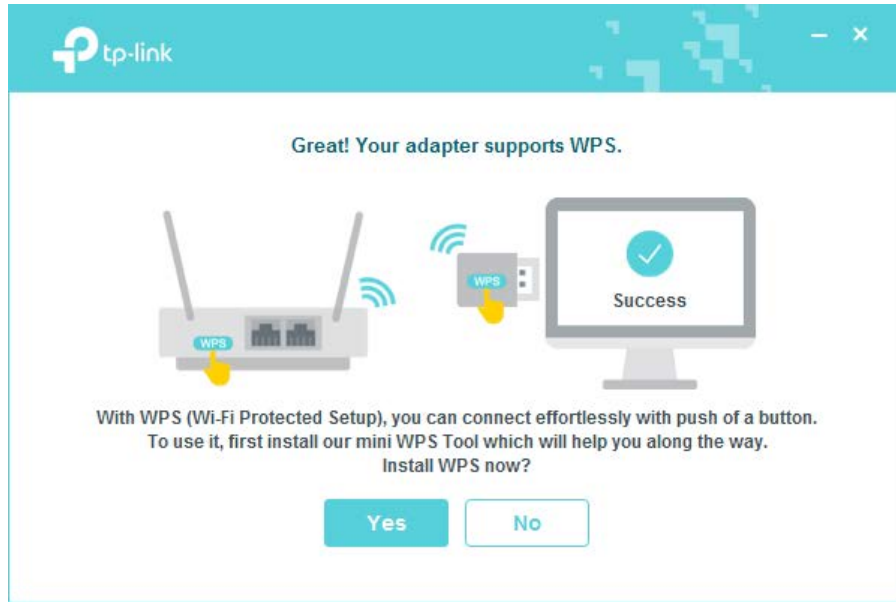 tp-link
Great! Your adapter supports WPS.
WPS
WPS
Success
With WPS (Wi-Fi Protected Setup), you can connect effortlessly with push of a button.
To use it, first install our mini WPS Tool which will help you along the way.
Install WPS now?
Yes
No